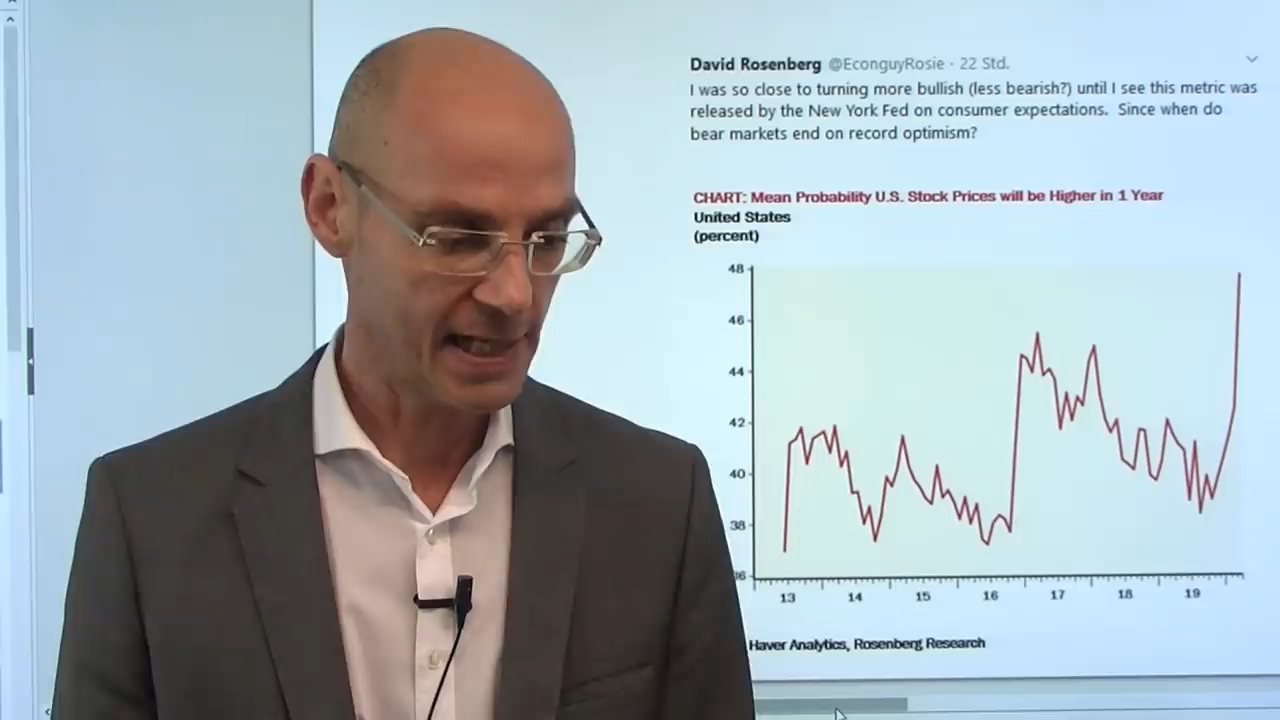 David Rosenberg @EconguyRosie · 22 Std.
I was so close to turning more bullish (less bearish?) until I see this metric was
released by the New York Fed on consumer expectations. Since when do
bear markets end on record optimism?
CHART: Mean Probability U.S. Stock Prices will be Higher in 1 Year
United States
(percent)
48
46
44
42
40
38
36
13 14 15 16 17 18 19
Haver Analytics, Rosenberg Research